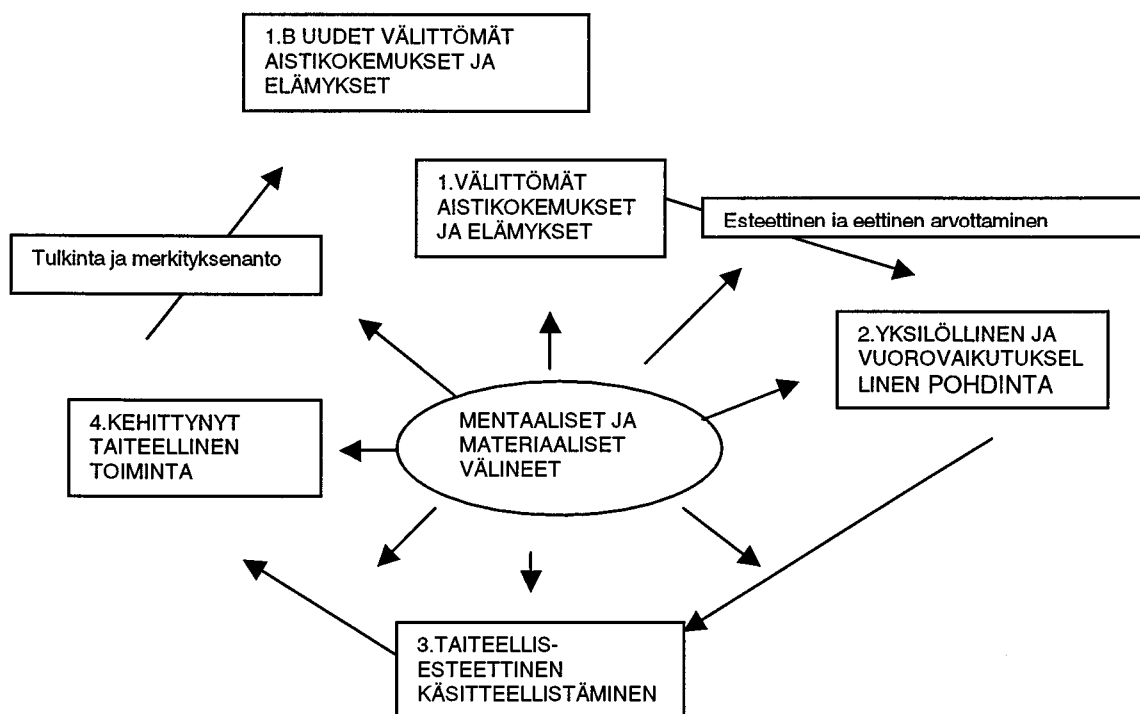 1.B UUDET VÄLITTÖMÄT
AISTIKOKEMUKSET JA
ELÄMYKSET
1.VÄLITTÖMÄT
AISTIKOKEMUKSET
JA ELÄMYKSET
Esteettinen ia eettinen arvottaminen
Tulkinta ja merkityksenanto
2.YKSILÖLLINEN JA
VUOROVAIKUTUKSEL
LINEN POHDINTA
4.KEHITTYNYT
TAITEELLINEN
TOIMINTA
MENTAALISET JA
MATERIAALISET
VÄLINEET
3.TAITEELLIS-
ESTEETTINEN
KÄSITTEELLISTÄMINEN